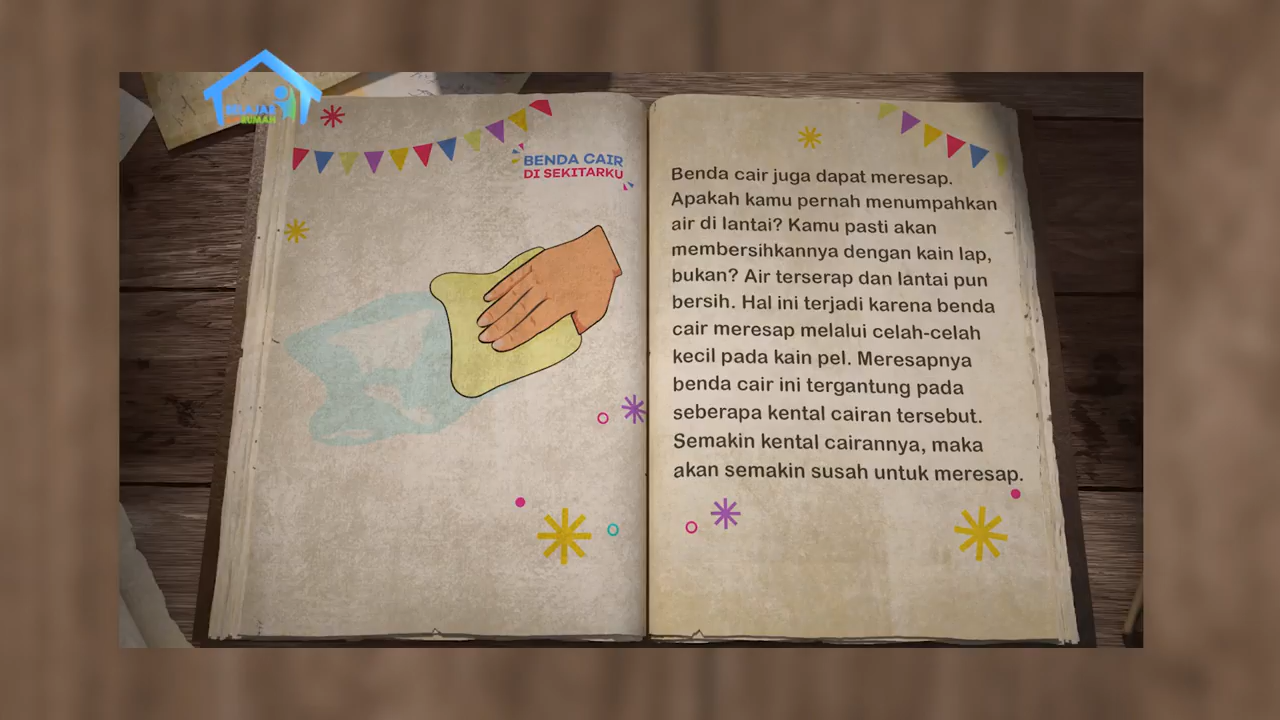 BELAJAR
RUMAH
BENDA CAIR
DI SEKITARKU
Benda cair juga dapat meresap.
Apakah kamu pernah menumpahkan
air di lantai? Kamu pasti akan
membersihkannya dengan kain lap,
bukan? Air terserap dan lantai pun
bersih. Hal ini terjadi karena benda
cair meresap melalui celah-celah
kecil pada kain pel. Meresapnya
benda cair ini tergantung pada
seberapa kental cairan tersebut.
Semakin kental cairannya, maka
akan semakin susah untuk meresap.